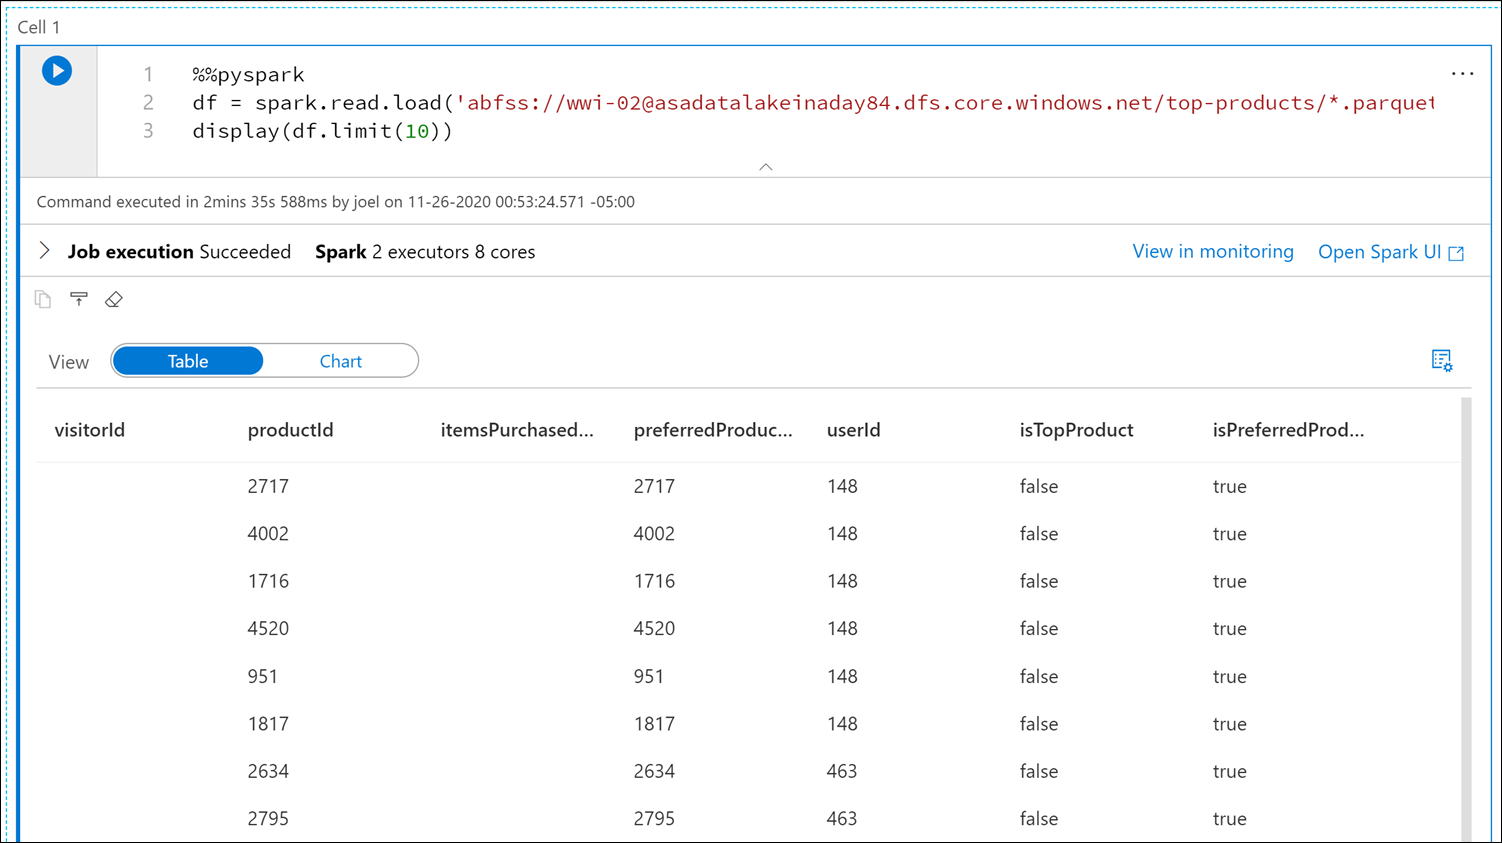 Cell 1
1 %%pyspark
2 df = spark.read.load('abfss://wwi-02@asadatalakeinaday84.dfs.core.windows.net/top-products/*.parquet
3 display(df.limit(10))
Command executed in 2mins 35s 588ms by joel on 11-26-2020 00:53:24.571 -05:00
Job execution Succeeded Spark 2 executors 8 cores View in monitoring Open Spark UI
View Table Chart
visitorId productId itemsPurchased... preferredProduc... userId isTopProduct isPreferredProd...
2717 2717 148 false true
4002 4002 148 false true
1716 1716 148 false true
4520 4520 148 false true
951 951 148 false true
1817 1817 148 false true
2634 2634 463 false true
2795 2795 463 false true